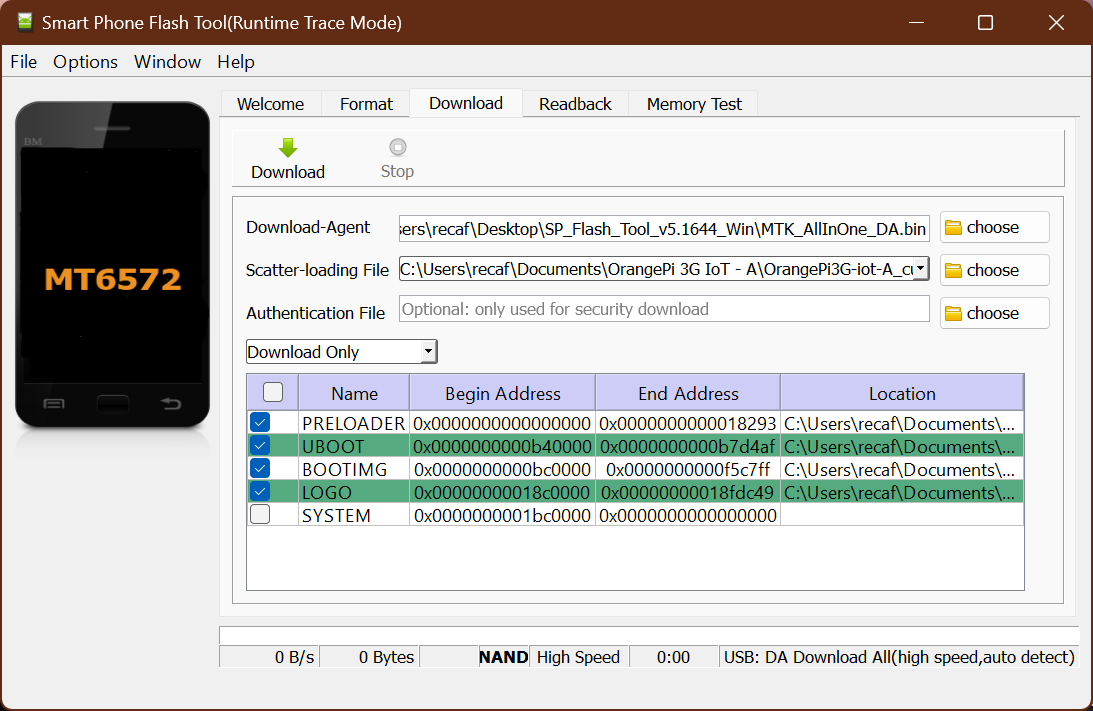 Smart Phone Flash Tool(Runtime Trace Mode)
File Options Window Help
Welcome Format Download Readback Memory Test
BM
MT6572
Download Stop
Download-Agent sers\recaf\Desktop\SP_Flash_Tool_v5.1644_Win\MTK_AllInOne_DA.bin choose
Scatter-loading File C:\Users\recaf\Documents\OrangePi 3G IoT - A\OrangePi3G-iot-A_cu choose
Authentication File Optional: only used for security download choose
Download Only
Name Begin Address End Address Location
PRELOADER 0x0000000000000000 0x0000000000018293 C:\Users\recaf\Documents\...
UBOOT 0x0000000000b40000 0x0000000000b7d4af C:\Users\recaf\Documents\...
BOOTIMG 0x0000000000bc0000 0x0000000000f5c7ff C:\Users\recaf\Documents\...
LOGO 0x00000000018c0000 0x00000000018fdc49 C:\Users\recaf\Documents\...
SYSTEM 0x0000000001bc0000 0x0000000000000000
0 B/s 0 Bytes NAND High Speed 0:00 USB: DA Download All(high speed,auto detect)